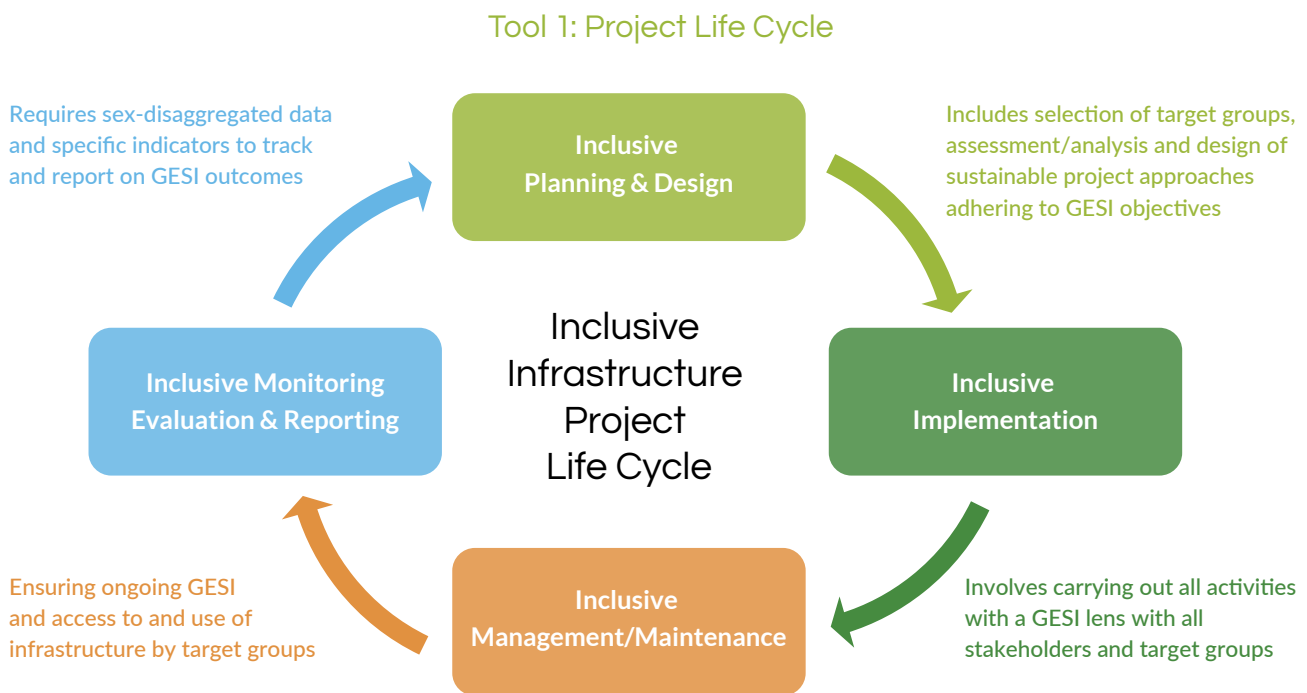 Tool 1: Project Life Cycle
Requires sex-disaggregated data
and specific indicators to track
and report on GESI outcomes
Inclusive
Planning & Design
Includes selection of target groups,
assessment/analysis and design of
sustainable project approaches
adhering to GESI objectives
Inclusive Monitoring
Evaluation & Reporting
Inclusive
Infrastructure
Project
Life Cycle
Inclusive
Implementation
Ensuring ongoing GESI
and access to and use of
infrastructure by target groups
Inclusive
Management/Maintenance
Involves carrying out all activities
with a GESI lens with all
stakeholders and target groups